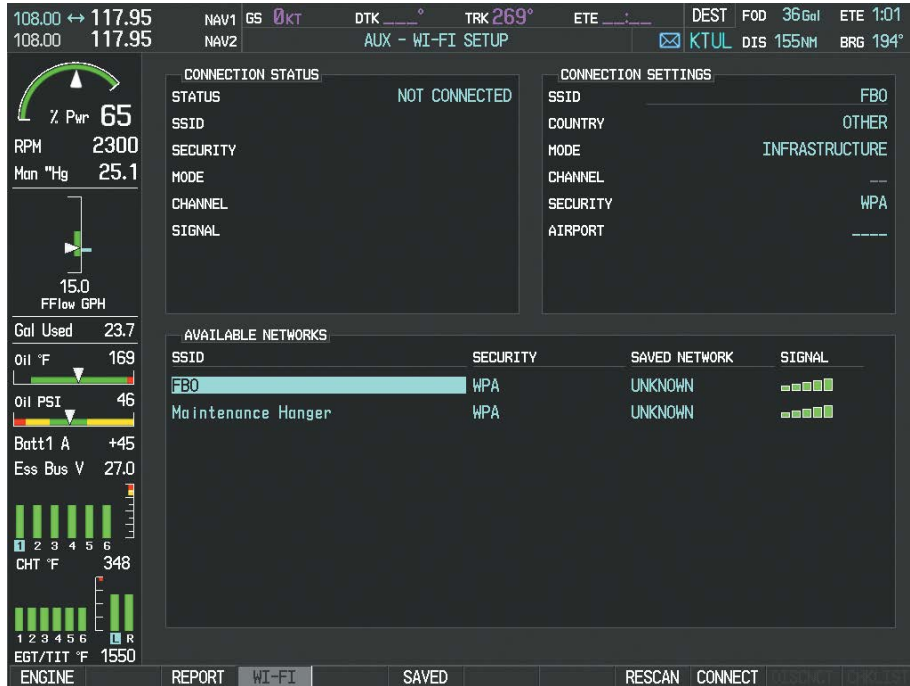 108.00 ↔ 117.95 NAV1 GS 0KT DTK ___° TRK 269° ETE __:__ DEST FOD 36Gal ETE 1:01
108.00 117.95 NAV2 AUX - WI-FI SETUP KTUL DIS 155NM BRG 194°
% Pwr 65
RPM 2300
Man "Hg 25.1
15.0
FFlow GPH
Gal Used 23.7
Oil °F 169
Oil PSI 46
Batt1 A +45
Ess Bus V 27.0
1 2 3 4 5 6
CHT °F 348
1 2 3 4 5 6 L R
EGT/TIT °F 1550
CONNECTION STATUS
STATUS NOT CONNECTED
SSID
SECURITY
MODE
CHANNEL
SIGNAL
CONNECTION SETTINGS
SSID FBO
COUNTRY OTHER
MODE INFRASTRUCTURE
CHANNEL __
SECURITY WPA
AIRPORT ____
AVAILABLE NETWORKS
SSID SECURITY SAVED NETWORK SIGNAL
FBO WPA UNKNOWN
Maintenance Hanger WPA UNKNOWN
ENGINE REPORT WI-FI SAVED RESCAN CONNECT DISCNCT CHKLIST